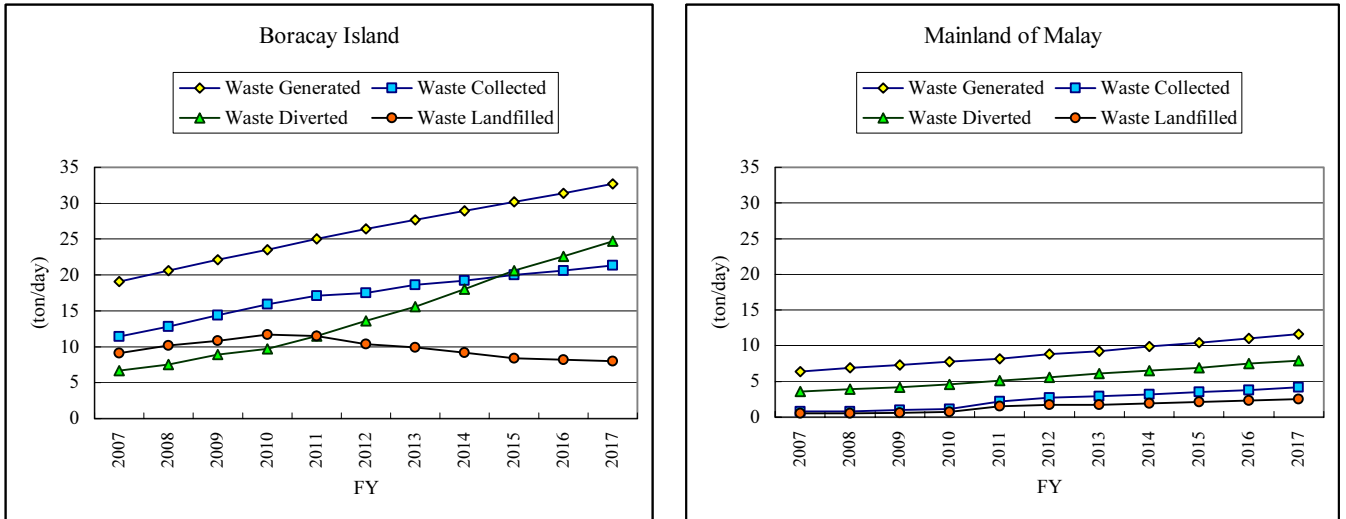 Boracay Island
Waste Generated Waste Collected
Waste Diverted Waste Landfilled
(ton/day)
35
30
25
20
15
10
5
0
2007 2008 2009 2010 2011 2012 2013 2014 2015 2016 2017
FY
Mainland of Malay
Waste Generated Waste Collected
Waste Diverted Waste Landfilled
(ton/day)
35
30
25
20
15
10
5
0
2007 2008 2009 2010 2011 2012 2013 2014 2015 2016 2017
FY